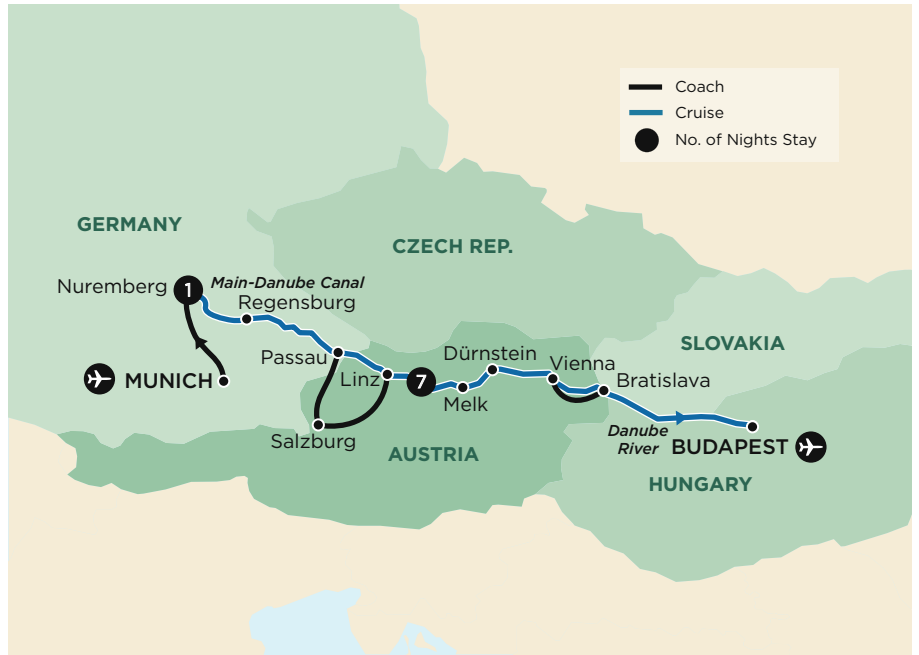 Coach
Cruise
No. of Nights Stay
GERMANY
CZECH REP.
Nuremberg
1
Main-Danube Canal
Regensburg
SLOVAKIA
Passau
Dürnstein
Vienna
MUNICH
Linz
7
Bratislava
Melk
Salzburg
Danube
River
BUDAPEST
AUSTRIA
HUNGARY